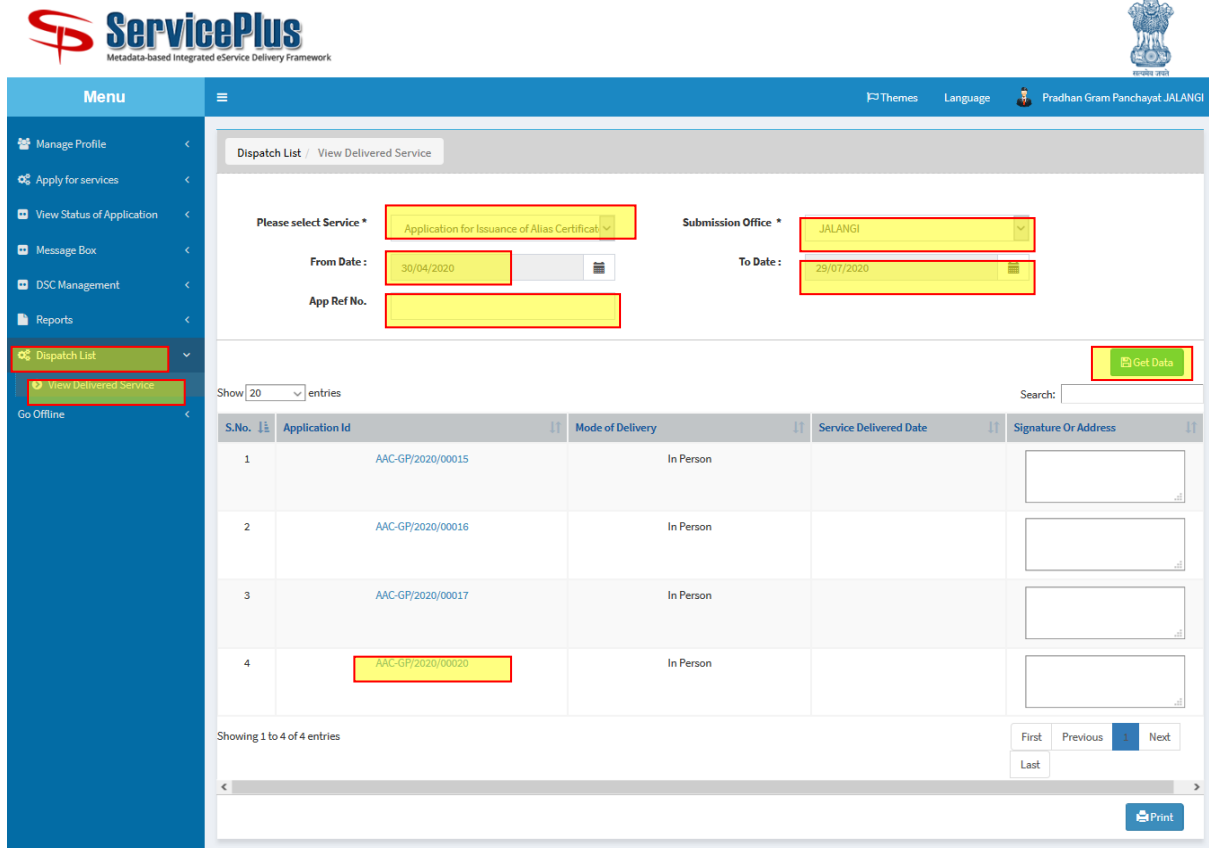 ServicePlus
Metadata-based Integrated eService Delivery Framework
सत्यमेव जयते
Menu
Themes Language Pradhan Gram Panchayat JALANGI
Manage Profile
Apply for services
View Status of Application
Message Box
DSC Management
Reports
Dispatch List
View Delivered Service
Go Offline
Dispatch List / View Delivered Service
Please select Service * Application for Issuance of Alias Certificat Submission Office * JALANGI
From Date : 30/04/2020 To Date : 29/07/2020
App Ref No.
Get Data
Show 20 entries Search:
S.No. Application Id Mode of Delivery Service Delivered Date Signature Or Address
1 AAC-GP/2020/00015 In Person
2 AAC-GP/2020/00016 In Person
3 AAC-GP/2020/00017 In Person
4 AAC-GP/2020/00020 In Person
Showing 1 to 4 of 4 entries First Previous 1 Next
Last
Print